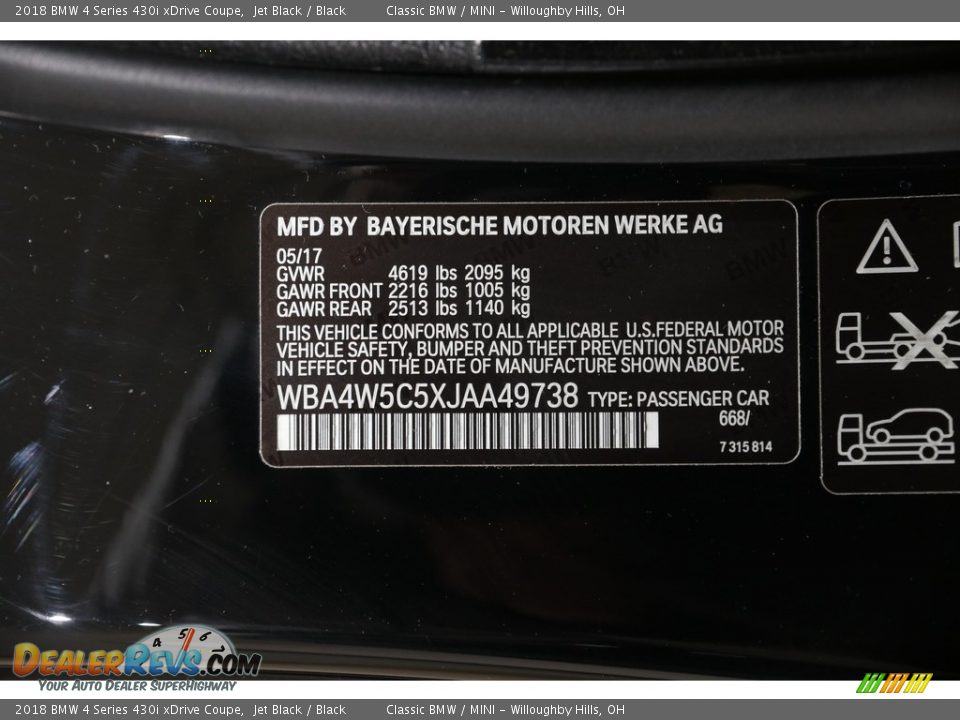 2018 BMW 4 Series 430i xDrive Coupe, Jet Black / Black Classic BMW / MINI - Willoughby Hills, OH
MFD BY BAYERISCHE MOTOREN WERKE AG
05/17
GVWR 4619 lbs 2095 kg
GAWR FRONT 2216 lbs 1005 kg
GAWR REAR 2513 lbs 1140 kg
THIS VEHICLE CONFORMS TO ALL APPLICABLE U.S.FEDERAL MOTOR
VEHICLE SAFETY, BUMPER AND THEFT PREVENTION STANDARDS
IN EFFECT ON THE DATE OF MANUFACTURE SHOWN ABOVE.
WBA4W5C5XJAA49738 TYPE: PASSENGER CAR
668/
7 315 814
4 5 6 7
DEALERREVS.COM
YOUR AUTO DEALER SUPERHIGHWAY
2018 BMW 4 Series 430i xDrive Coupe, Jet Black / Black Classic BMW / MINI - Willoughby Hills, OH